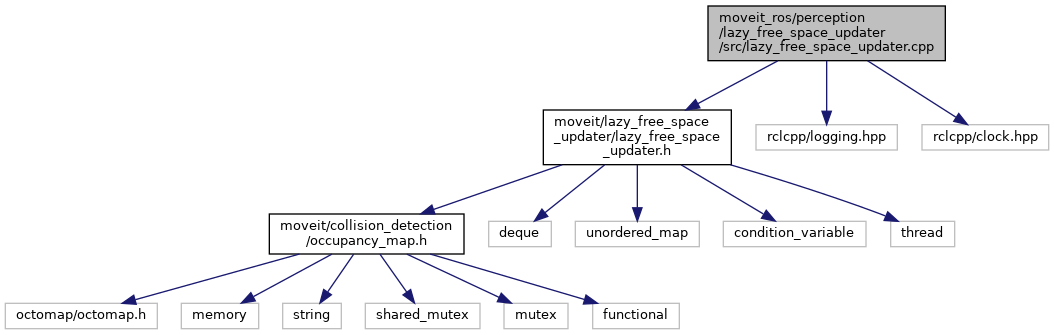 moveit_ros/perception
/lazy_free_space_updater
/src/lazy_free_space_updater.cpp
moveit/lazy_free_space
_updater/lazy_free_space
_updater.h
rclcpp/logging.hpp
rclcpp/clock.hpp
moveit/collision_detection
/occupancy_map.h
deque
unordered_map
condition_variable
thread
octomap/octomap.h
memory
string
shared_mutex
mutex
functional